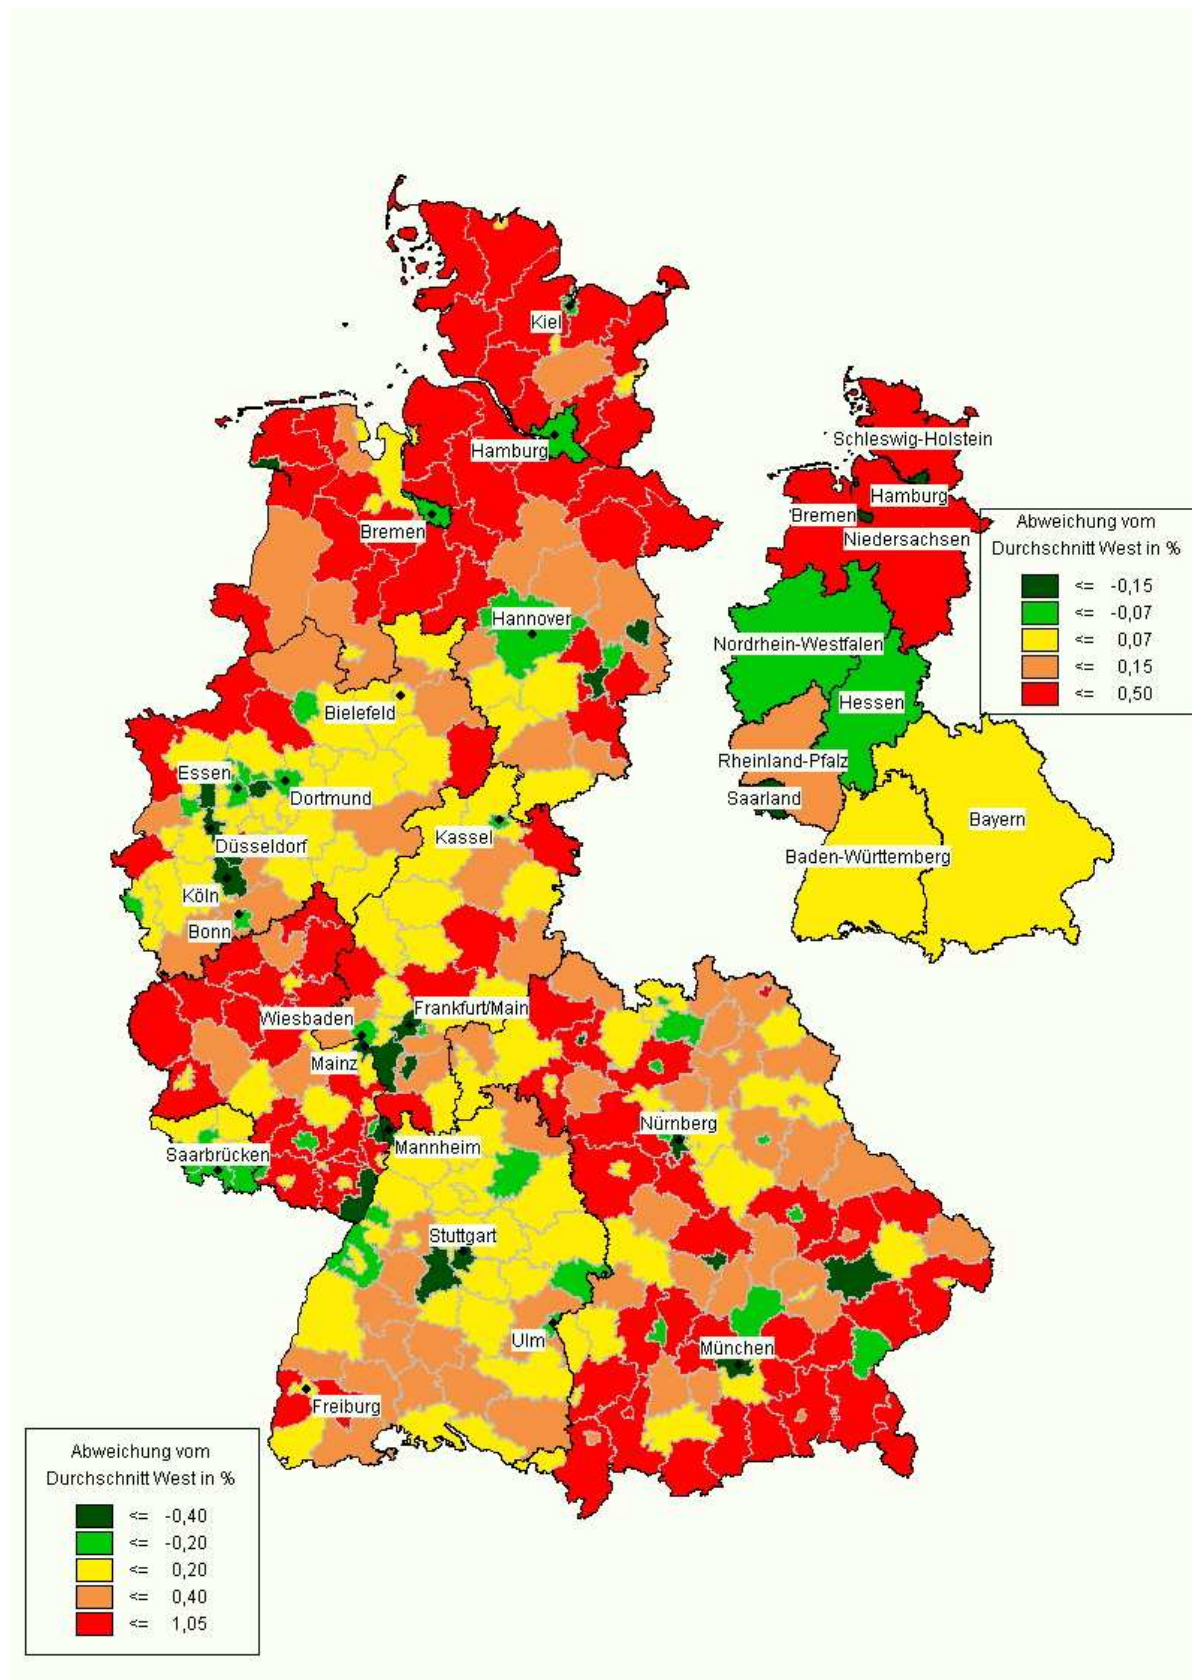 Kiel
Hamburg
Bremen
Hannover
Bielefeld
Essen
Dortmund
Düsseldorf
Kassel
Köln
Bonn
Wiesbaden
Frankfurt/Main
Mainz
Nürnberg
Saarbrücken
Mannheim
Stuttgart
Ulm
München
Freiburg
Schleswig-Holstein
Hamburg
Bremen
Niedersachsen
Nordrhein-Westfalen
Hessen
Rheinland-Pfalz
Saarland
Bayern
Baden-Württemberg
Abweichung vom
Durchschnitt West in %
<= -0,15
<= -0,07
<= 0,07
<= 0,15
<= 0,50
Abweichung vom
Durchschnitt West in %
<= -0,40
<= -0,20
<= 0,20
<= 0,40
<= 1,05